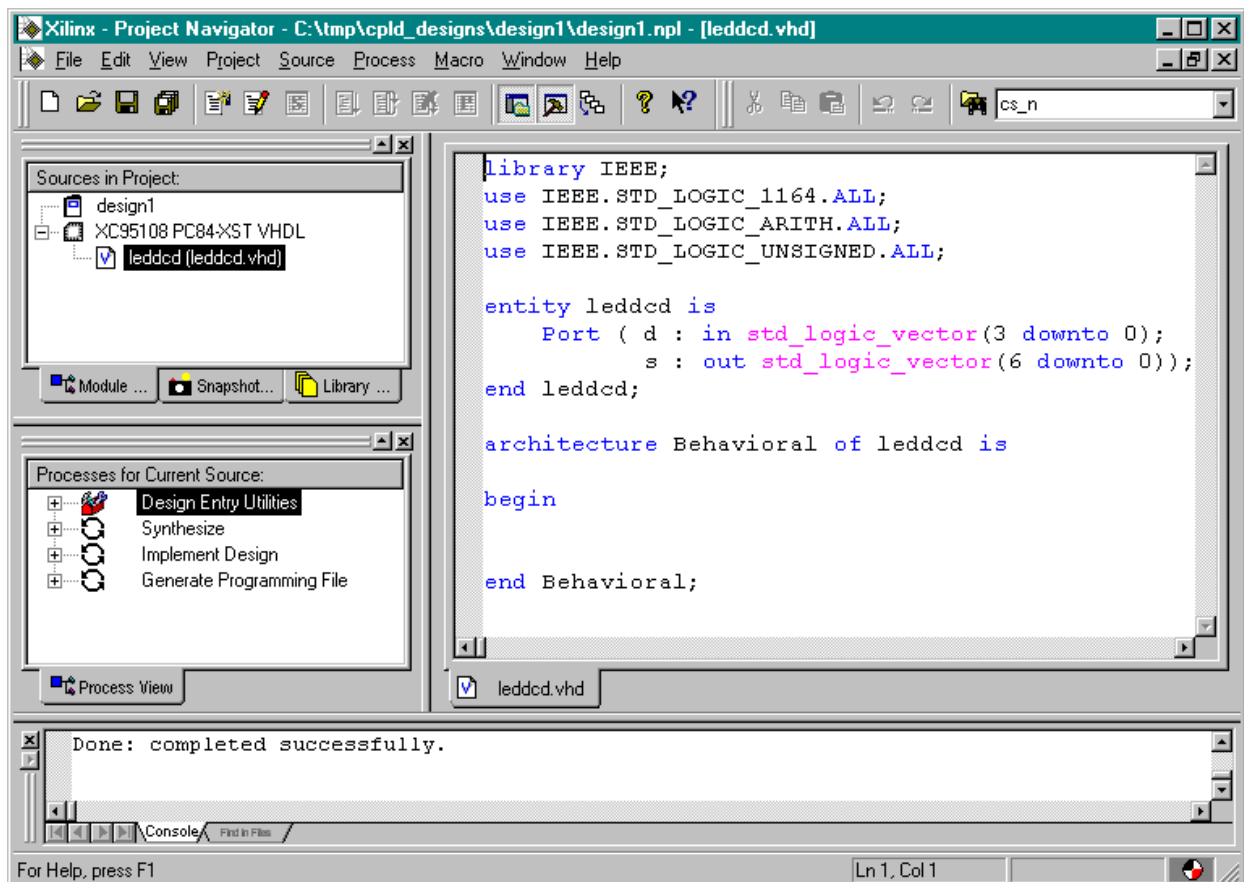 Xilinx - Project Navigator - C:\tmp\cpld_designs\design1\design1.npl - [leddcd.vhd]
File Edit View Project Source Process Macro Window Help
cs_n
Sources in Project:
design1
XC95108 PC84-XST VHDL
leddcd (leddcd.vhd)
Module ... Snapshot... Library ...
Processes for Current Source:
Design Entry Utilities
Synthesize
Implement Design
Generate Programming File
Process View
library IEEE;
use IEEE.STD_LOGIC_1164.ALL;
use IEEE.STD_LOGIC_ARITH.ALL;
use IEEE.STD_LOGIC_UNSIGNED.ALL;
entity leddcd is
Port ( d : in std_logic_vector(3 downto 0);
s : out std_logic_vector(6 downto 0));
end leddcd;
architecture Behavioral of leddcd is
begin
end Behavioral;
leddcd.vhd
Done: completed successfully.
Console Find in Files
For Help, press F1 Ln 1, Col 1